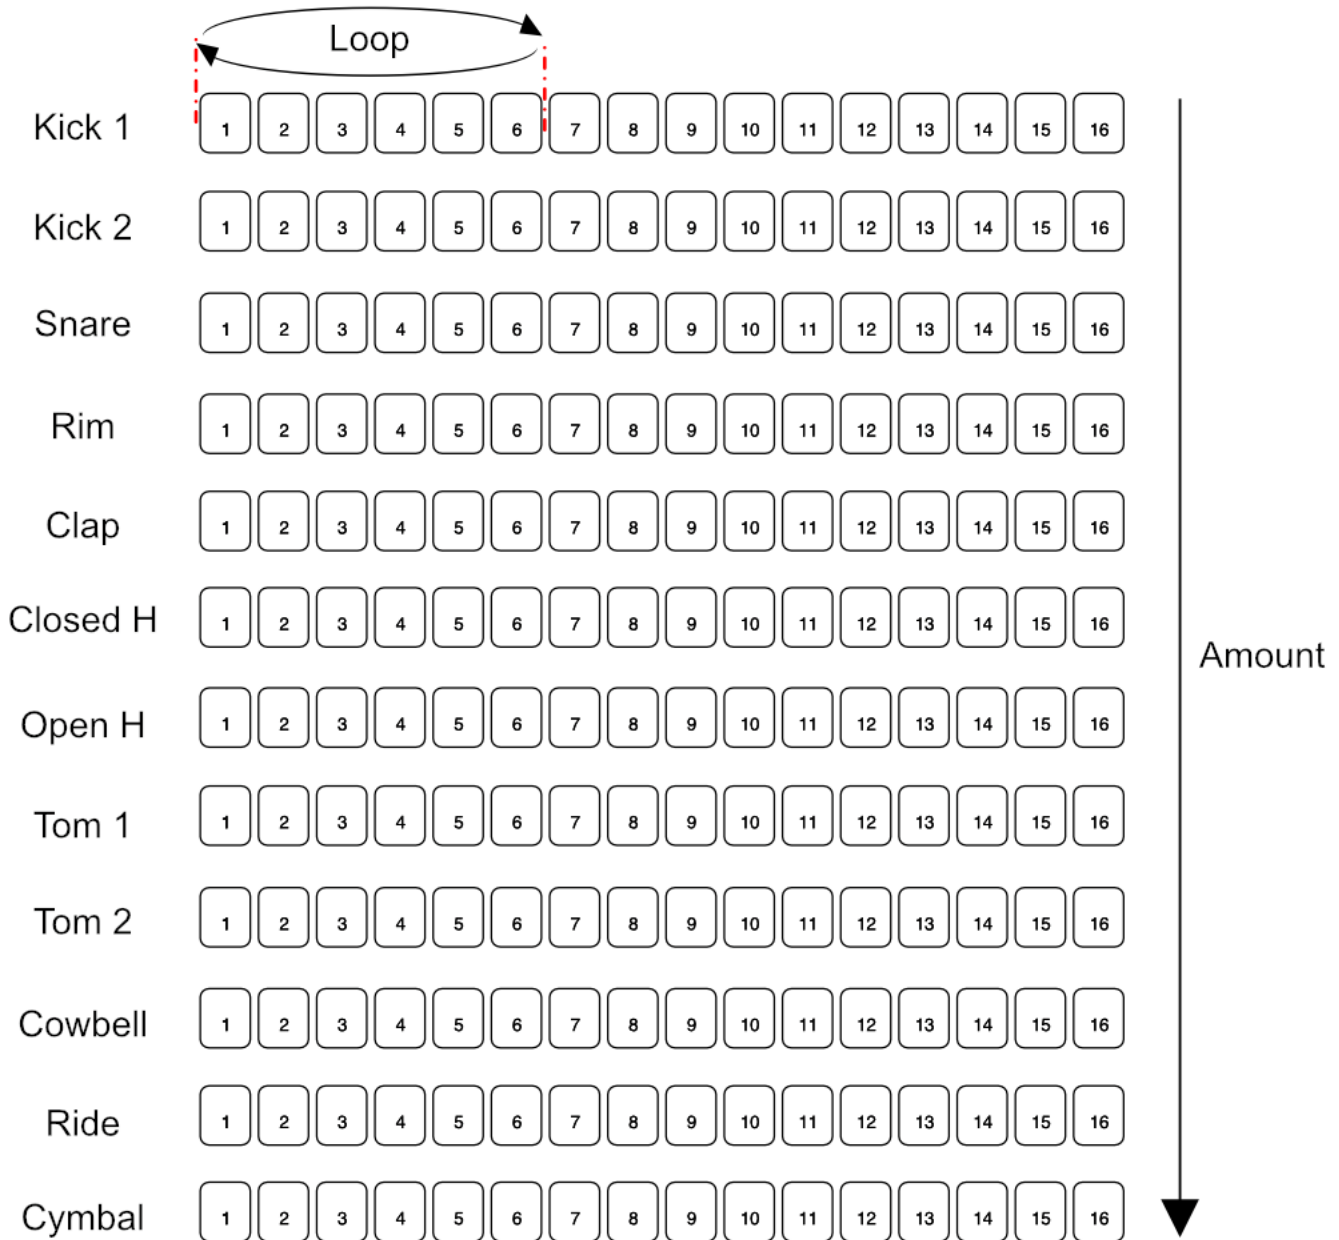 Loop
Kick 1 1 2 3 4 5 6 7 8 9 10 11 12 13 14 15 16
Kick 2 1 2 3 4 5 6 7 8 9 10 11 12 13 14 15 16
Snare 1 2 3 4 5 6 7 8 9 10 11 12 13 14 15 16
Rim 1 2 3 4 5 6 7 8 9 10 11 12 13 14 15 16
Clap 1 2 3 4 5 6 7 8 9 10 11 12 13 14 15 16
Closed H 1 2 3 4 5 6 7 8 9 10 11 12 13 14 15 16
Amount
Open H 1 2 3 4 5 6 7 8 9 10 11 12 13 14 15 16
Tom 1 1 2 3 4 5 6 7 8 9 10 11 12 13 14 15 16
Tom 2 1 2 3 4 5 6 7 8 9 10 11 12 13 14 15 16
Cowbell 1 2 3 4 5 6 7 8 9 10 11 12 13 14 15 16
Ride 1 2 3 4 5 6 7 8 9 10 11 12 13 14 15 16
Cymbal 1 2 3 4 5 6 7 8 9 10 11 12 13 14 15 16